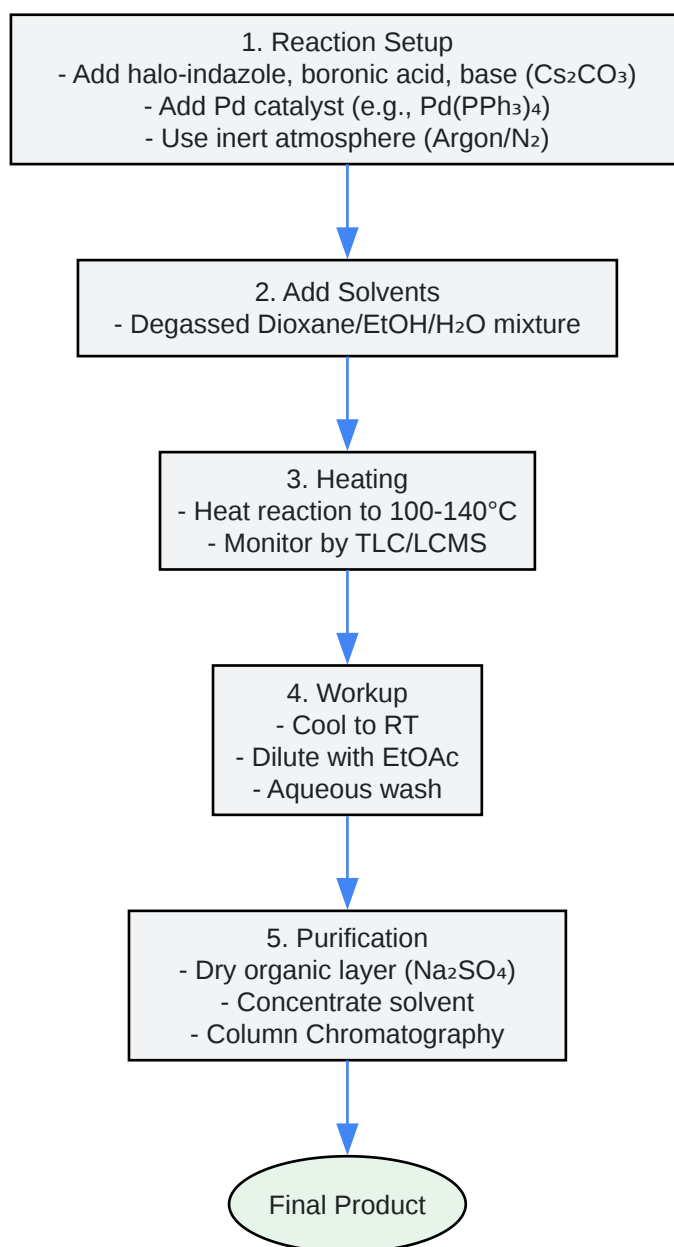 1. Reaction Setup
- Add halo-indazole, boronic acid, base (Cs₂CO₃)
- Add Pd catalyst (e.g., Pd(PPh₃)₄)
- Use inert atmosphere (Argon/N₂)
2. Add Solvents
- Degassed Dioxane/EtOH/H₂O mixture
3. Heating
- Heat reaction to 100-140°C
- Monitor by TLC/LCMS
4. Workup
- Cool to RT
- Dilute with EtOAc
- Aqueous wash
5. Purification
- Dry organic layer (Na₂SO₄)
- Concentrate solvent
- Column Chromatography
Final Product